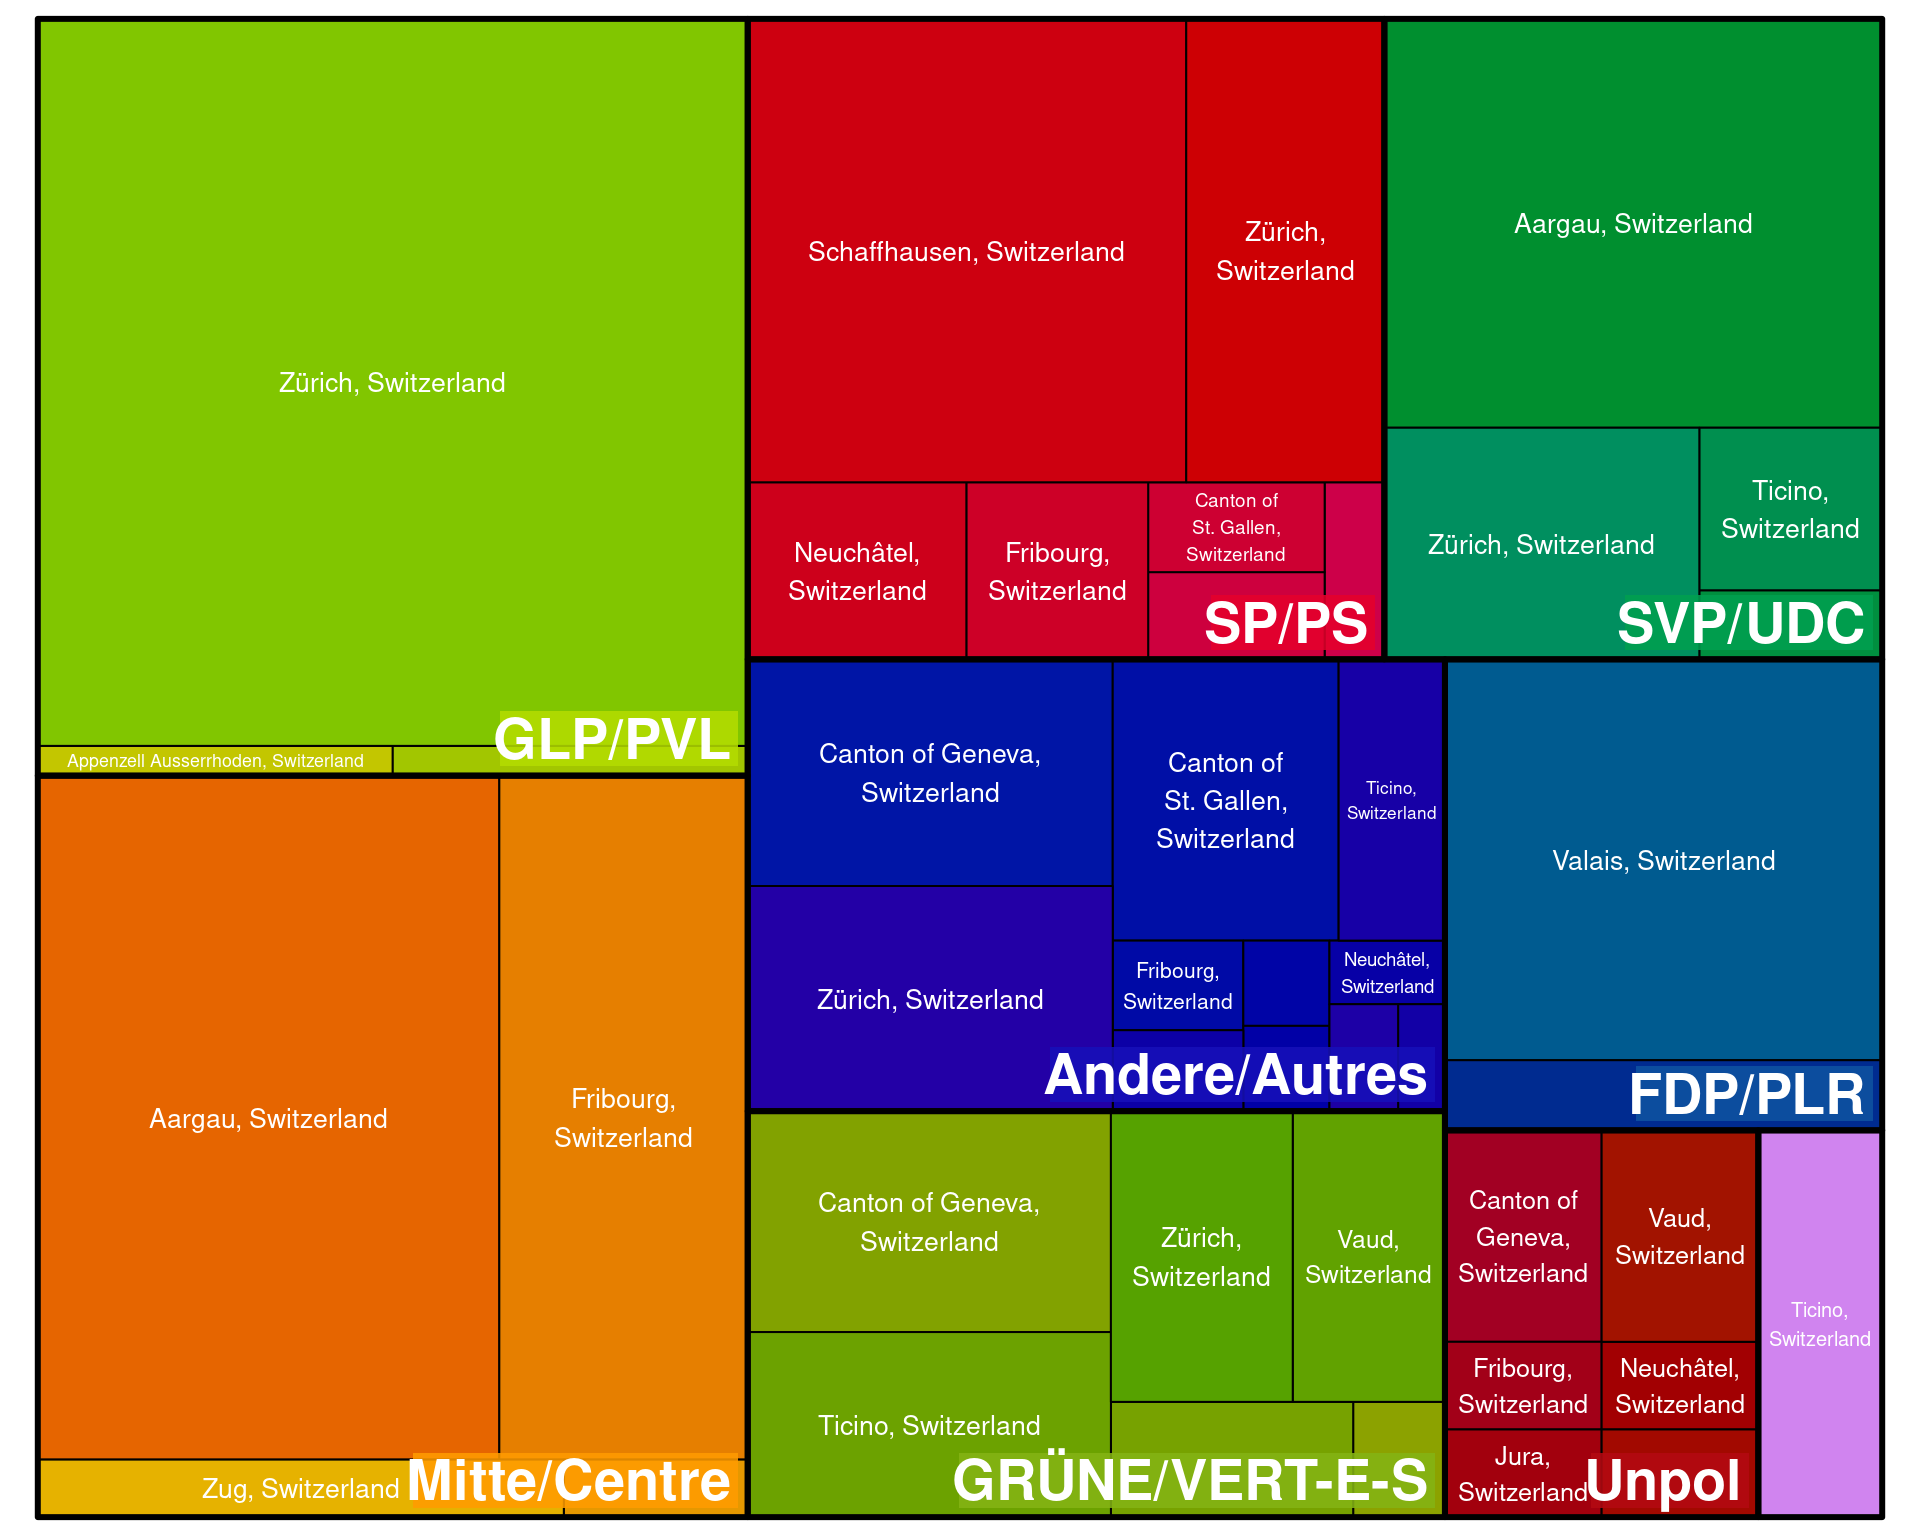 Zürich, Switzerland
Appenzell Ausserrhoden, Switzerland
GLP/PVL
Aargau, Switzerland
Fribourg,
Switzerland
Zug, Switzerland
Mitte/Centre
Schaffhausen, Switzerland
Zürich,
Switzerland
Neuchâtel,
Switzerland
Fribourg,
Switzerland
Canton of
St. Gallen,
Switzerland
SP/PS
Aargau, Switzerland
Zürich, Switzerland
Ticino,
Switzerland
SVP/UDC
Canton of Geneva,
Switzerland
Canton of
St. Gallen,
Switzerland
Ticino,
Switzerland
Zürich, Switzerland
Fribourg,
Switzerland
Neuchâtel,
Switzerland
Andere/Autres
Valais, Switzerland
FDP/PLR
Canton of Geneva,
Switzerland
Zürich,
Switzerland
Vaud,
Switzerland
Ticino, Switzerland
GRÜNE/VERT-E-S
Canton of
Geneva,
Switzerland
Vaud,
Switzerland
Fribourg,
Switzerland
Neuchâtel,
Switzerland
Jura,
Switzerland
Unpol
Ticino,
Switzerland